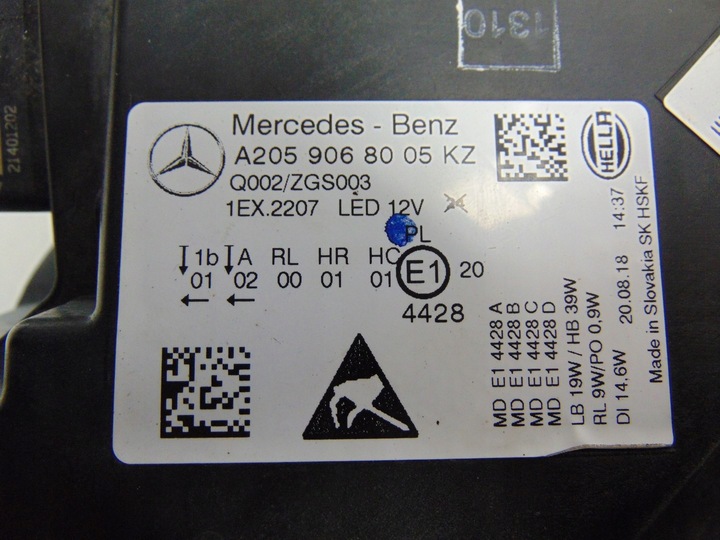 1310
21401202
Mercedes - Benz
A205 906 80 05 KZ
Q002/ZGS003
1EX.2207 LED 12V
PL
1b A RL HR HC
01 02 00 01 01
E1 20
4428
HELLA
MD E1 4428 A
MD E1 4428 B
MD E1 4428 C
MD E1 4428 D
LB 19W / HB 39W
RL 9W/PO 0,9W
DI 14,6W 20.08.18 14:37
Made in Slovakia SK HSKF